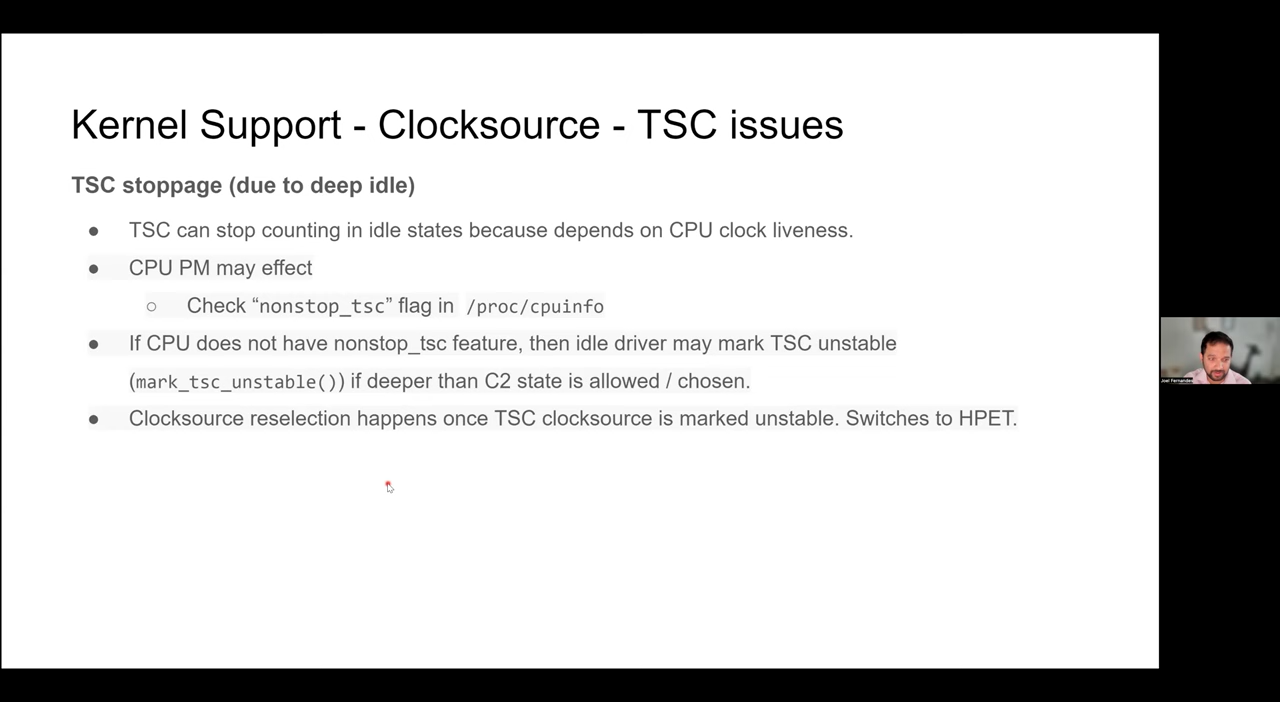 Kernel Support - Clocksource - TSC issues
TSC stoppage (due to deep idle)
● TSC can stop counting in idle states because depends on CPU clock liveness.
● CPU PM may effect
○ Check “nonstop_tsc” flag in /proc/cpuinfo
● If CPU does not have nonstop_tsc feature, then idle driver may mark TSC unstable
(mark_tsc_unstable()) if deeper than C2 state is allowed / chosen.
● Clocksource reselection happens once TSC clocksource is marked unstable. Switches to HPET.
Joel Fernandes